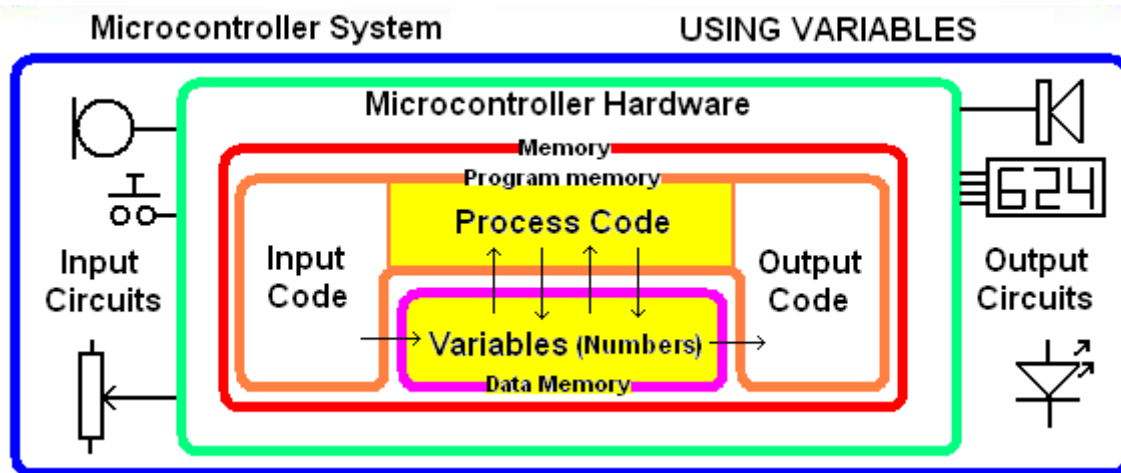 Microcontroller System
USING VARIABLES
Microcontroller Hardware
Memory
Program memory
Process Code
624
Input
Circuits
Input
Code
Output
Code
Output
Circuits
Variables (Numbers)
Data Memory